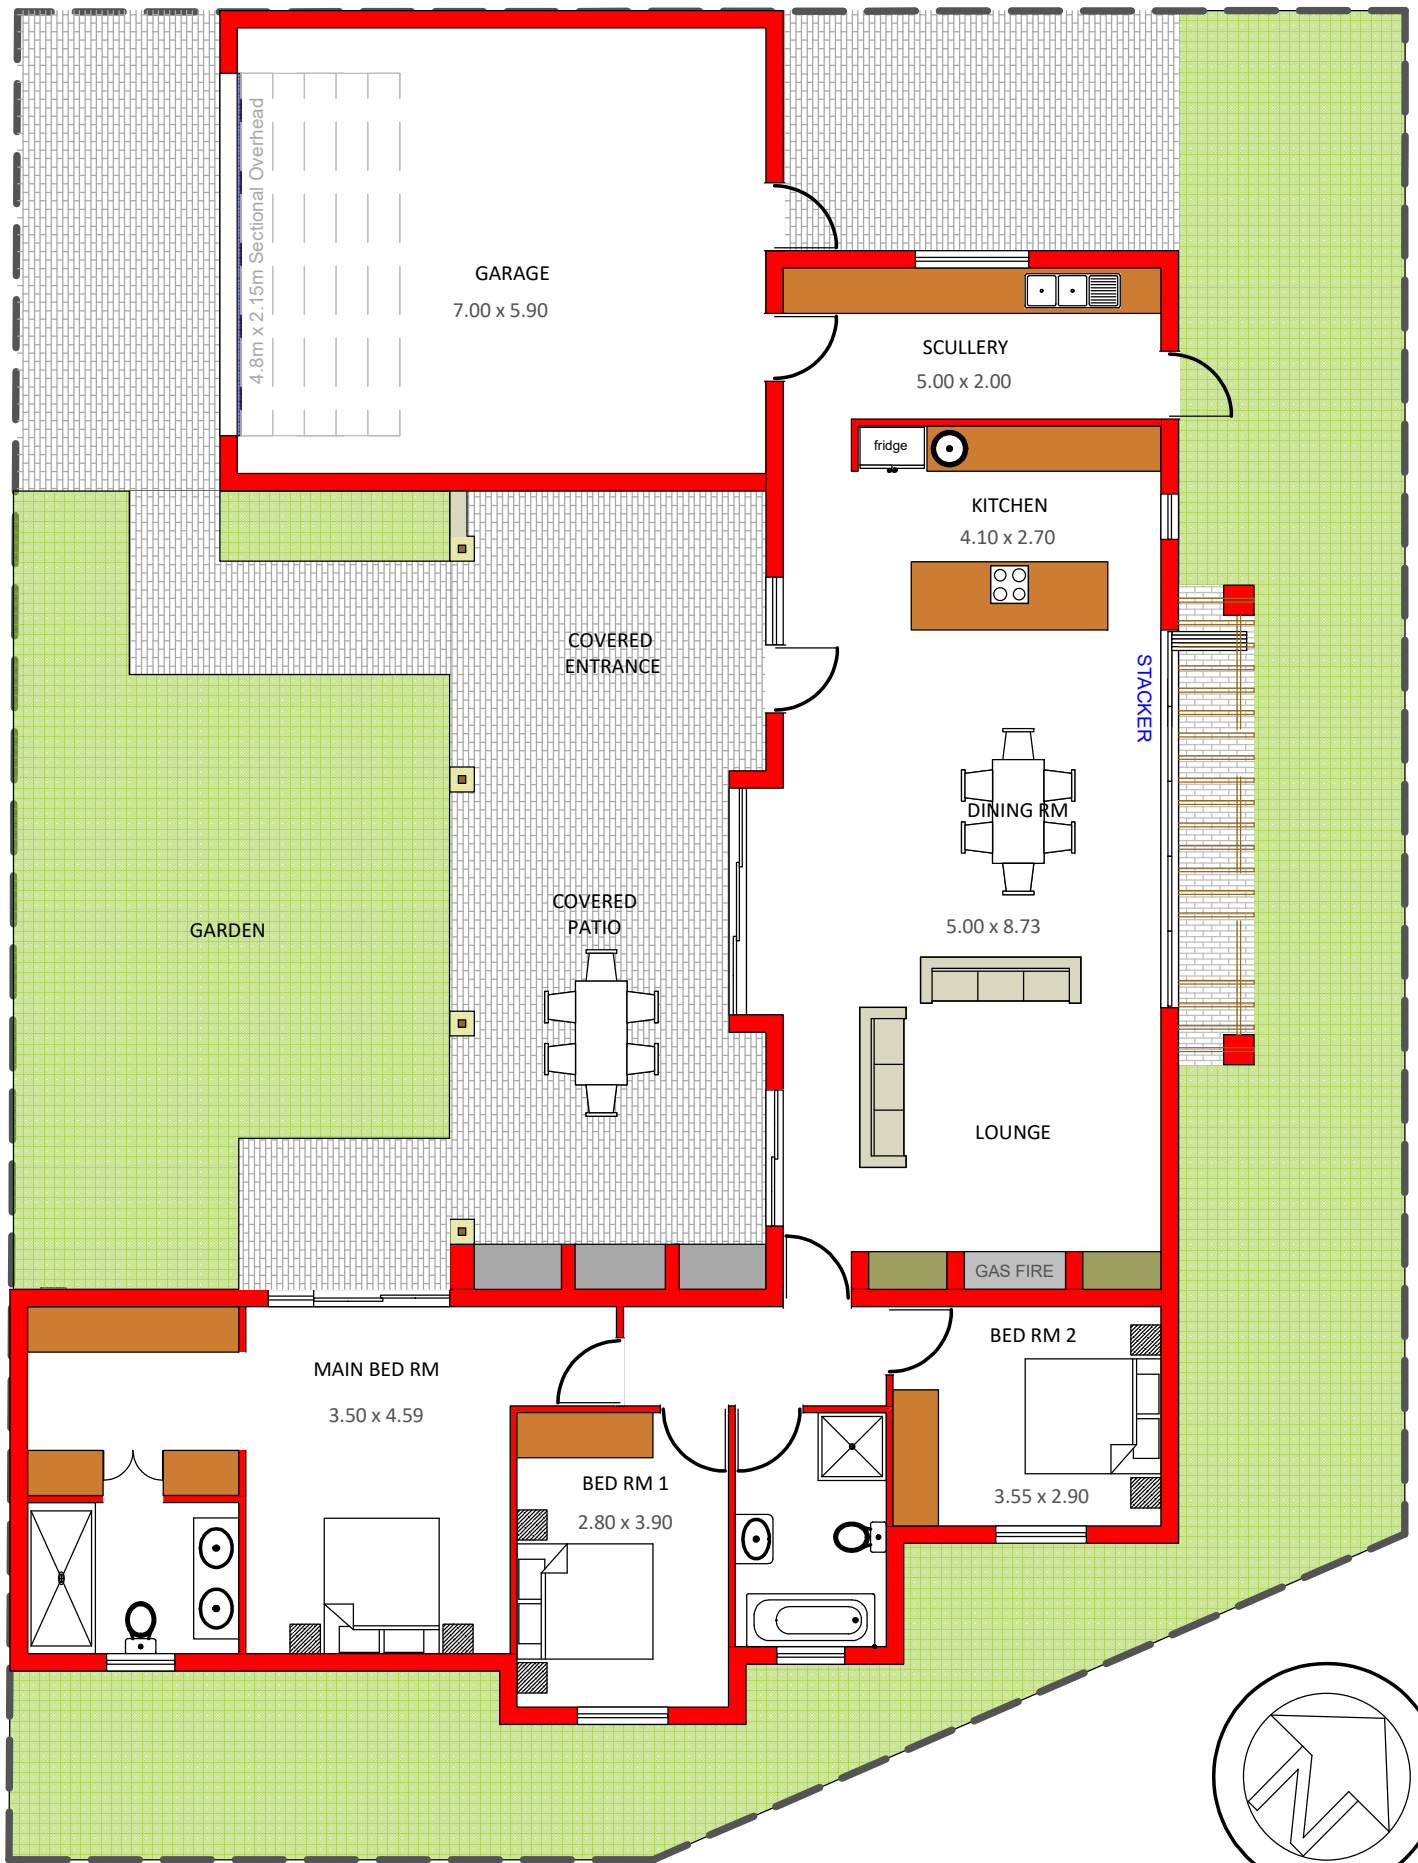 4.8m x 2.15m Sectional Overhead
GARAGE
7.00 x 5.90
SCULLERY
5.00 x 2.00
fridge
KITCHEN
4.10 x 2.70
COVERED
ENTRANCE
STACKER
DINING RM
COVERED
PATIO
5.00 x 8.73
GARDEN
LOUNGE
GAS FIRE
BED RM 2
MAIN BED RM
3.50 x 4.59
BED RM 1
3.55 x 2.90
2.80 x 3.90
N